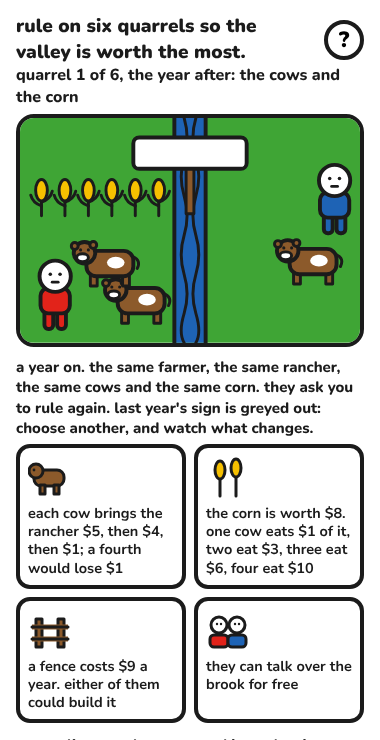 rule on six quarrels so the
valley is worth the most.
?
quarrel 1 of 6, the year after: the cows and
the corn
a year on. the same farmer, the same rancher,
the same cows and the same corn. they ask you
to rule again. last year's sign is greyed out:
choose another, and watch what changes.
each cow brings the
rancher $5, then $4,
then $1; a fourth
would lose $1
the corn is worth $8.
one cow eats $1 of it,
two eat $3, three eat
$6, four eat $10
a fence costs $9 a
year. either of them
could build it
they can talk over the
brook for free